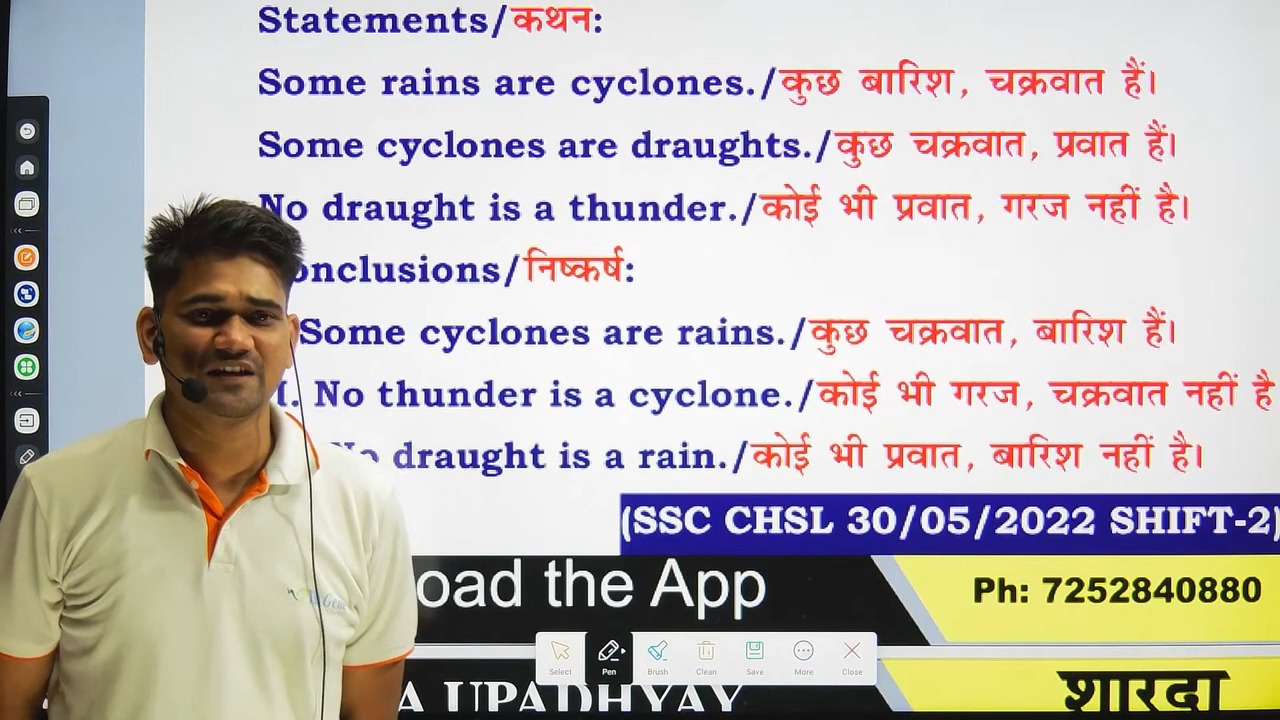 Statements/कथन:
Some rains are cyclones./कुछ बारिश, चक्रवात हैं।
Some cyclones are draughts./कुछ चक्रवात, प्रवात हैं।
No draught is a thunder./कोई भी प्रवात, गरज नहीं है।
onclusions/निष्कर्ष:
Some cyclones are rains./कुछ चक्रवात, बारिश हैं।
I. No thunder is a cyclone./कोई भी गरज, चक्रवात नहीं है
No draught is a rain./कोई भी प्रवात, बारिश नहीं है।
(SSC CHSL 30/05/2022 SHIFT-2)
oad the App
Ph: 7252840880
Select Pen Brush Clean Save More Close
A UPADHYAY
शारदा